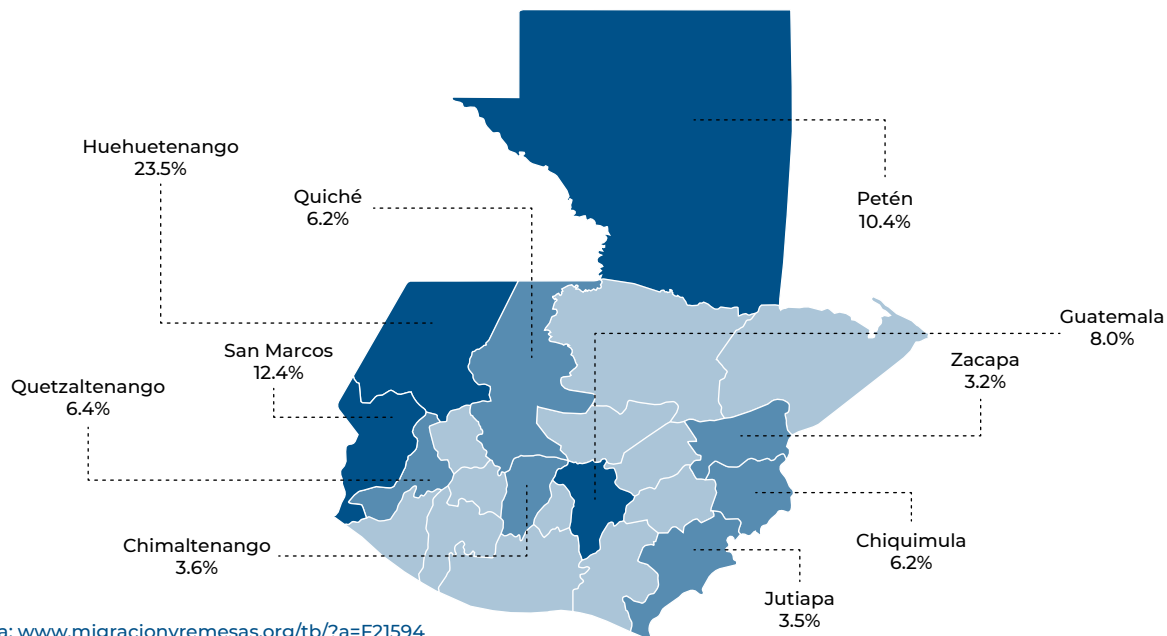 Huehuetenango
23.5%
Quiché
6.2%
Petén
10.4%
Guatemala
8.0%
San Marcos
12.4%
Zacapa
3.2%
Quetzaltenango
6.4%
Chimaltenango
3.6%
Chiquimula
6.2%
Jutiapa
3.5%
a: www.migracionyremesas.org/tb/?a=F21594